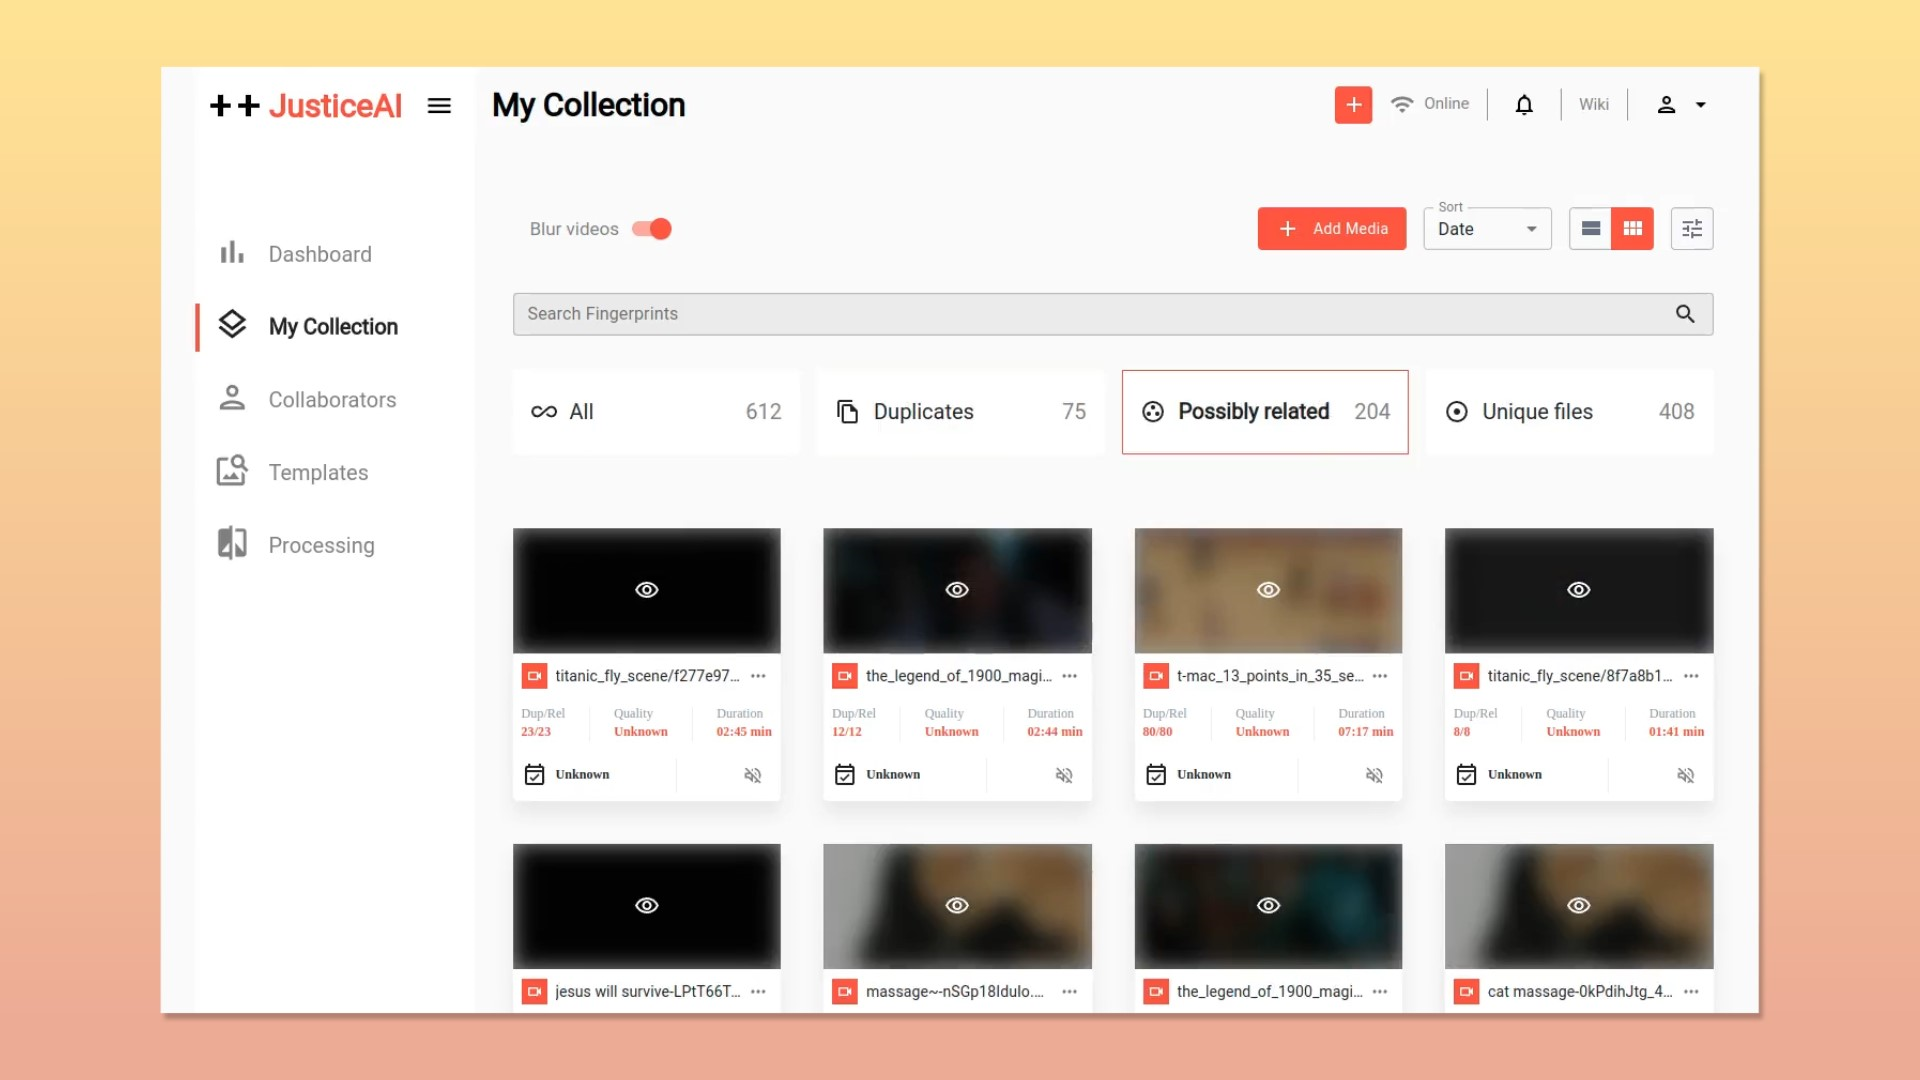 ++ JusticeAI
My Collection
Online
Wiki
Dashboard
My Collection
Collaborators
Templates
Processing
Blur videos
+ Add Media
Sort
Date
Search Fingerprints
All 612
Duplicates 75
Possibly related 204
Unique files 408
titanic_fly_scene/f277e97...
Dup/Rel Quality Duration
23/23 Unknown 02:45 min
Unknown
the_legend_of_1900_magi...
Dup/Rel Quality Duration
12/12 Unknown 02:44 min
Unknown
t-mac_13_points_in_35_se...
Dup/Rel Quality Duration
80/80 Unknown 07:17 min
Unknown
titanic_fly_scene/8f7a8b1...
Dup/Rel Quality Duration
8/8 Unknown 01:41 min
Unknown
jesus will survive-LPtT66T...
massage~-nSGp18Idulo....
the_legend_of_1900_magi...
cat massage-0kPdihJtg_4...